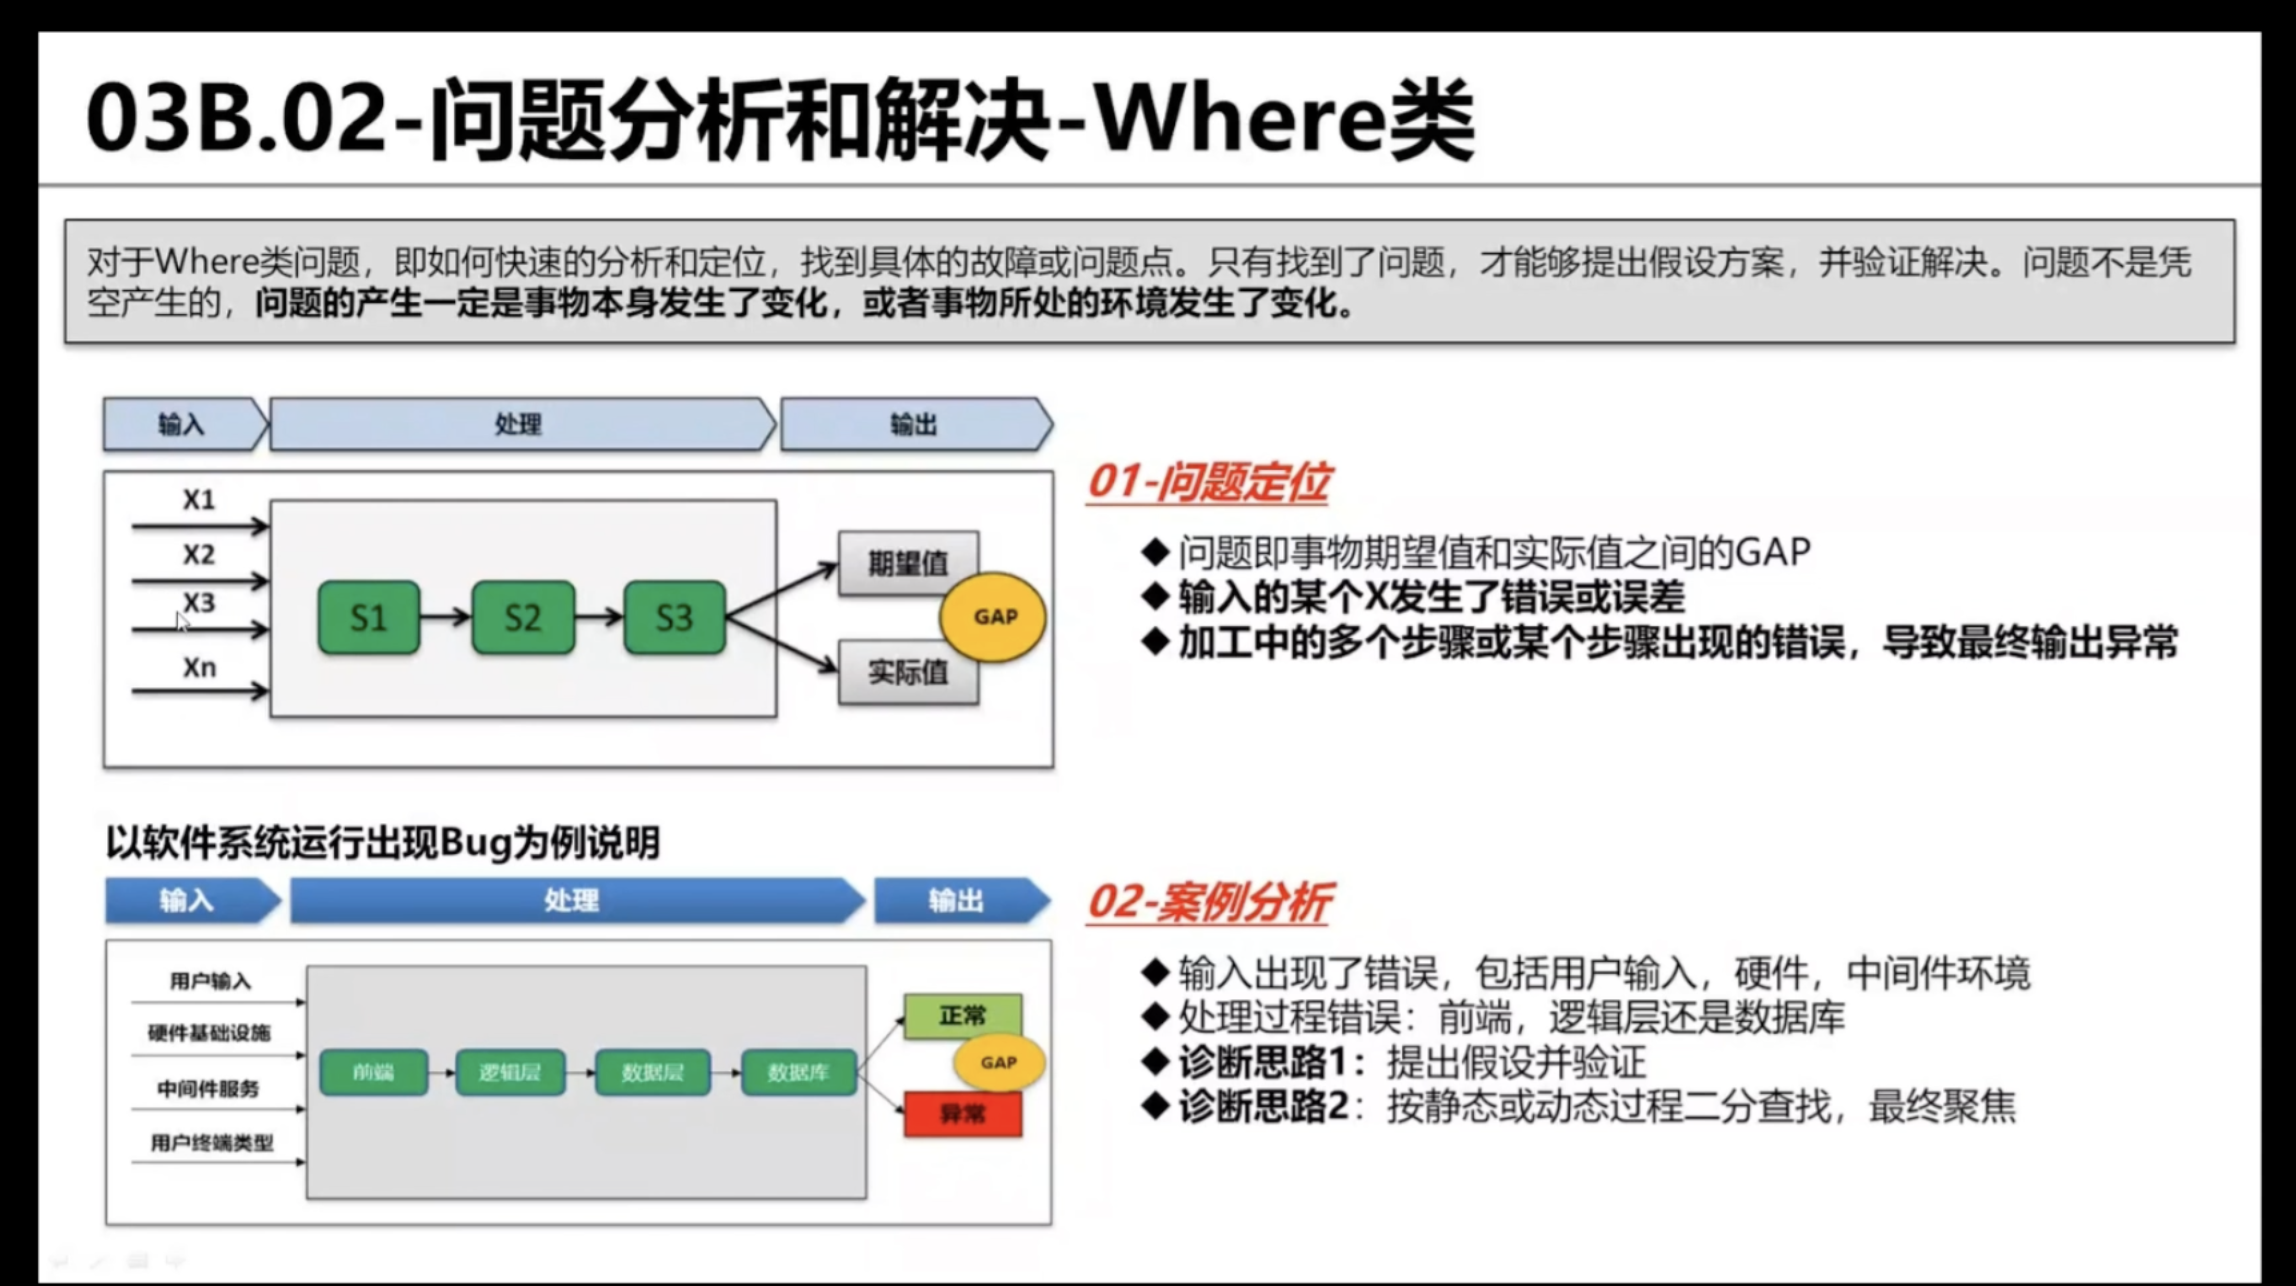 03B.02-问题分析和解决-Where类
对于Where类问题，即如何快速的分析和定位，找到具体的故障或问题点。只有找到了问题，才能够提出假设方案，并验证解决。问题不是凭
空产生的，问题的产生一定是事物本身发生了变化，或者事物所处的环境发生了变化。
输入
处理
输出
X1
X2
X3
Xn
S1
S2
S3
期望值
实际值
GAP
01-问题定位
◆问题即事物期望值和实际值之间的GAP
◆输入的某个X发生了错误或误差
◆加工中的多个步骤或某个步骤出现的错误，导致最终输出异常
以软件系统运行出现Bug为例说明
输入
处理
输出
用户输入
硬件基础设施
中间件服务
用户终端类型
前端
逻辑层
数据层
数据库
正常
GAP
异常
02-案例分析
◆输入出现了错误，包括用户输入，硬件，中间件环境
◆处理过程错误：前端，逻辑层还是数据库
◆诊断思路1：提出假设并验证
◆诊断思路2：按静态或动态过程二分查找，最终聚焦